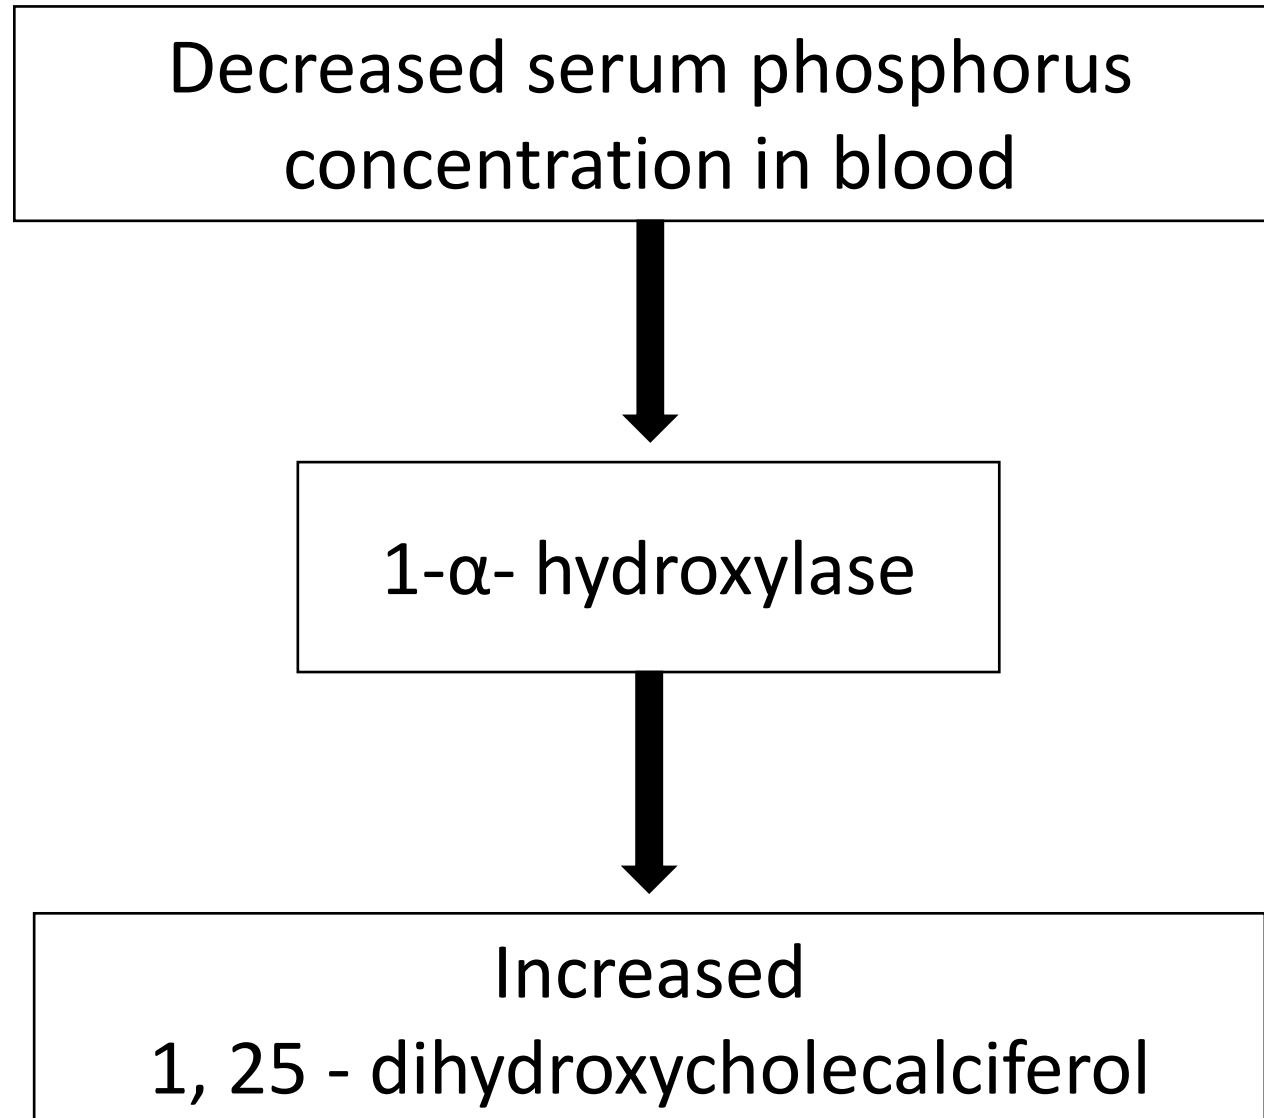 Decreased serum phosphorus
concentration in blood
1-α- hydroxylase
Increased
1, 25 - dihydroxycholecalciferol